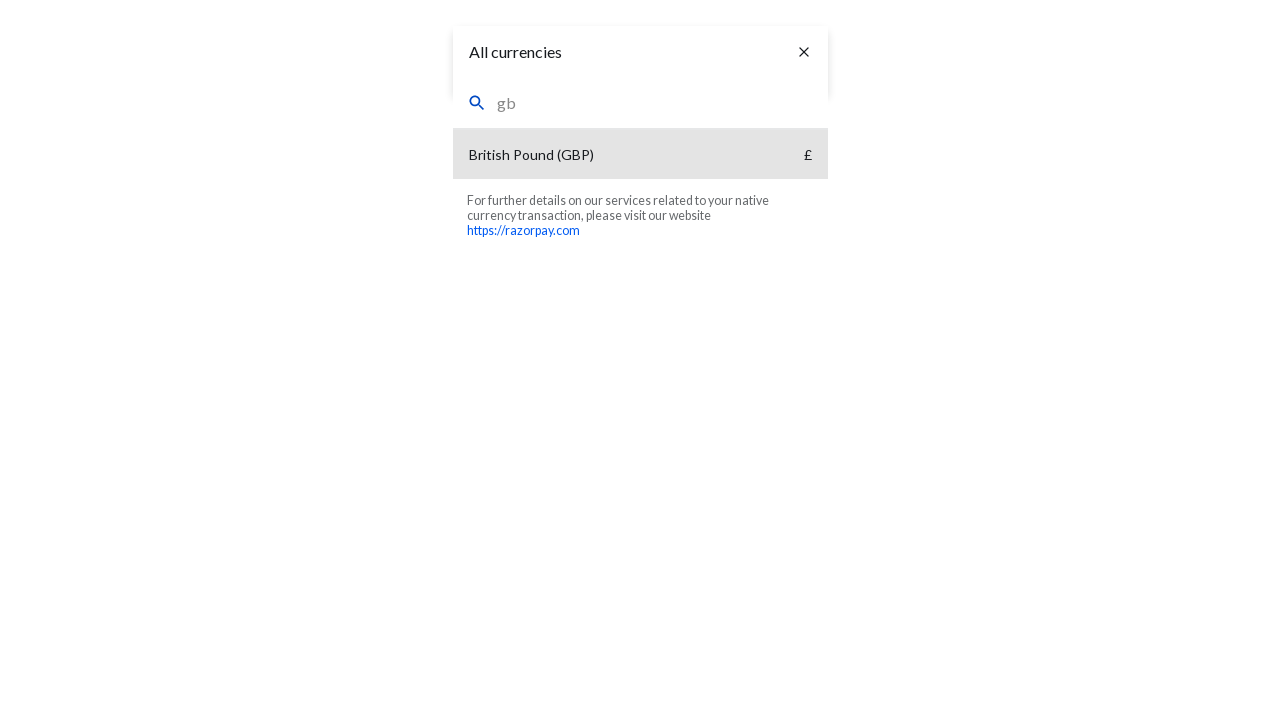 All currencies
gb
British Pound (GBP) £
For further details on our services related to your native
currency transaction, please visit our website
https://razorpay.com